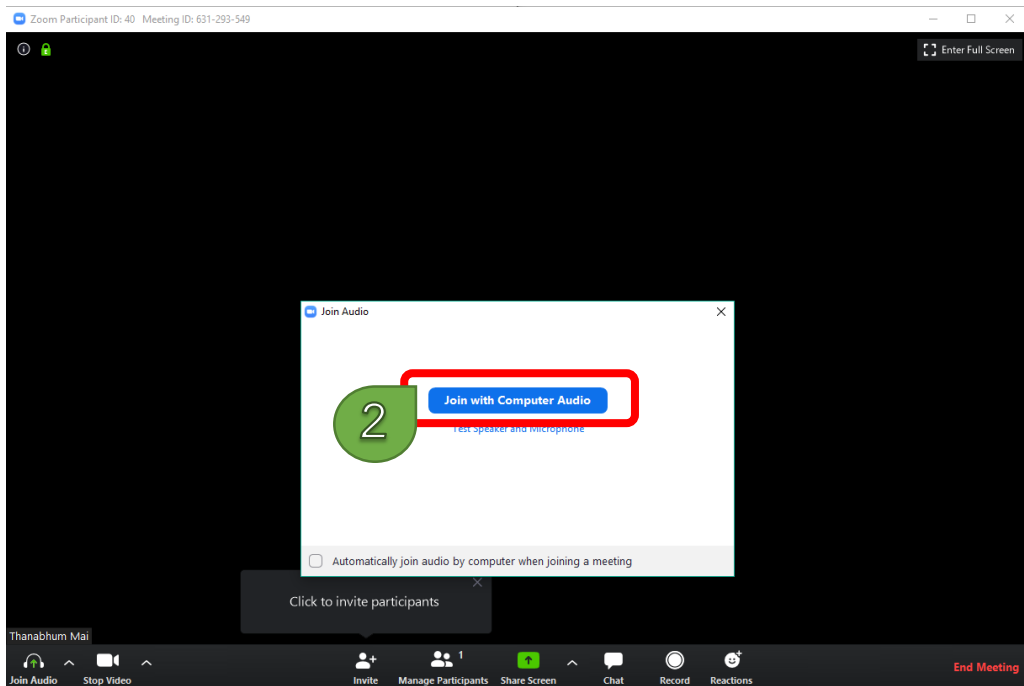 Zoom Participant ID: 40 Meeting ID: 631-293-549
Enter Full Screen
Join Audio
Join with Computer Audio
2
Test Speaker and Microphone
Automatically join audio by computer when joining a meeting
Click to invite participants
Thanabhum Mai
1
Join Audio Stop Video Invite Manage Participants Share Screen Chat Record Reactions End Meeting